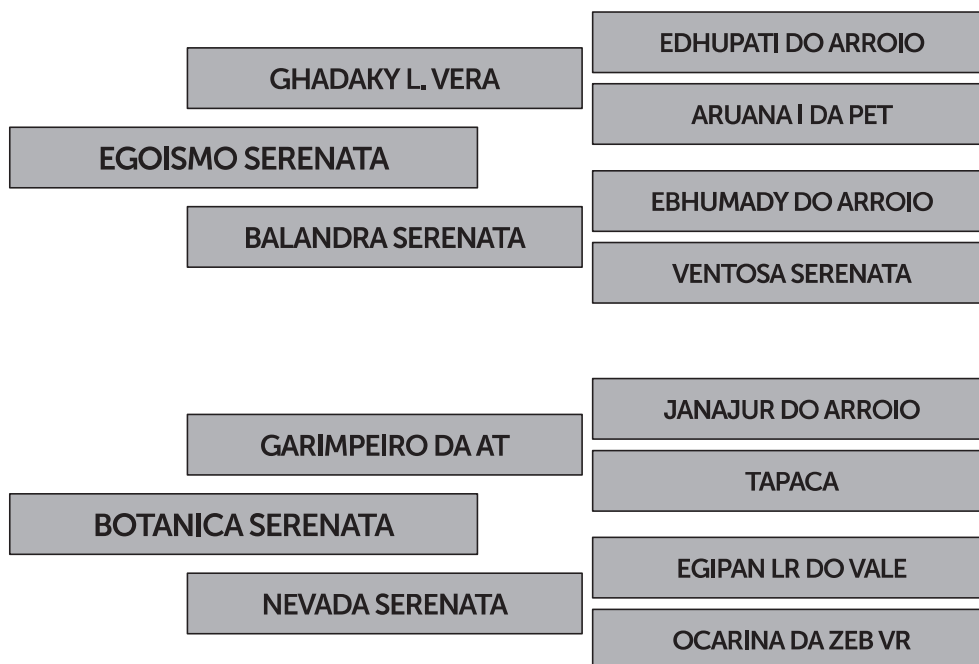 EDHUPATI DO ARROIO
GHADAKY L. VERA
ARUANA I DA PET
EGOISMO SERENATA
EBHUMADY DO ARROIO
BALANDRA SERENATA
VENTOSA SERENATA
JANAJUR DO ARROIO
GARIMPEIRO DA AT
TAPACA
BOTANICA SERENATA
EGIPAN LR DO VALE
NEVADA SERENATA
OCARINA DA ZEB VR